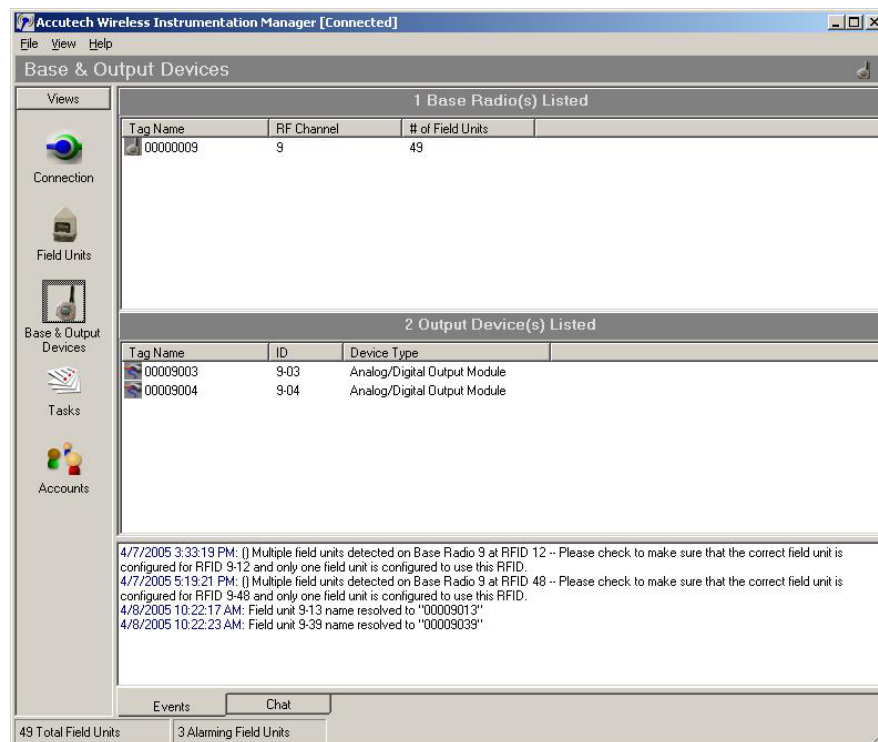 Accutech Wireless Instrumentation Manager [Connected]
File View Help
Base & Output Devices
Views
Connection
Field Units
Base & Output
Devices
Tasks
Accounts
1 Base Radio(s) Listed
Tag Name RF Channel # of Field Units
00000009 9 49
2 Output Device(s) Listed
Tag Name ID Device Type
00009003 9-03 Analog/Digital Output Module
00009004 9-04 Analog/Digital Output Module
4/7/2005 3:33:19 PM: () Multiple field units detected on Base Radio 9 at RFID 12 -- Please check to make sure that the correct field unit is
configured for RFID 9-12 and only one field unit is configured to use this RFID.
4/7/2005 5:19:21 PM: () Multiple field units detected on Base Radio 9 at RFID 48 -- Please check to make sure that the correct field unit is
configured for RFID 9-48 and only one field unit is configured to use this RFID.
4/8/2005 10:22:17 AM: Field unit 9-13 name resolved to "00009013"
4/8/2005 10:22:23 AM: Field unit 9-39 name resolved to "00009039"
Events Chat
49 Total Field Units 3 Alarming Field Units